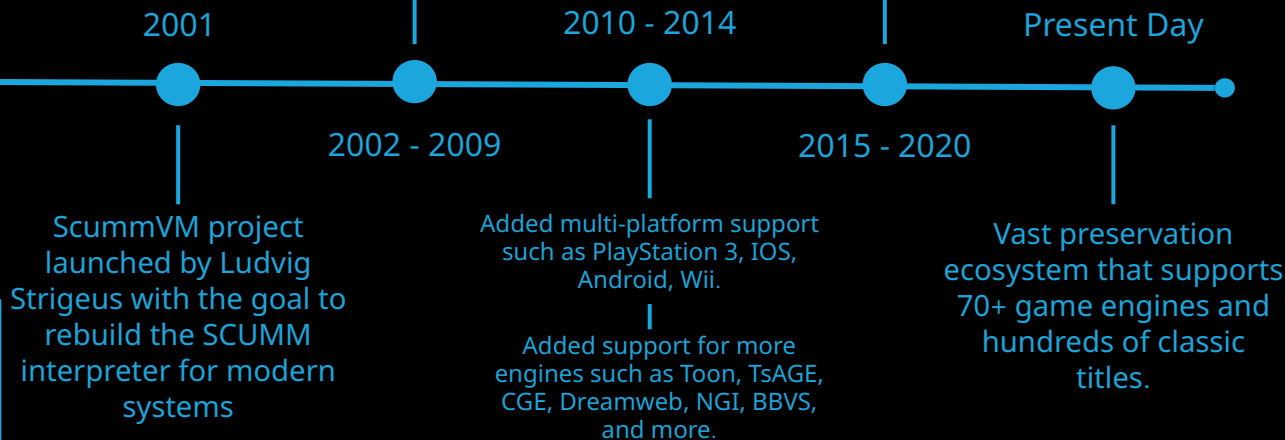 2001
2010 - 2014
Present Day
2002 - 2009
2015 - 2020
ScummVM project
launched by Ludvig
Strigeus with the goal to
rebuild the SCUMM
interpreter for modern
systems
Added multi-platform support
such as PlayStation 3, IOS,
Android, Wii.
Added support for more
engines such as Toon, TsAGE,
CGE, Dreamweb, NGI, BBVS,
and more.
Vast preservation
ecosystem that supports
70+ game engines and
hundreds of classic
titles.